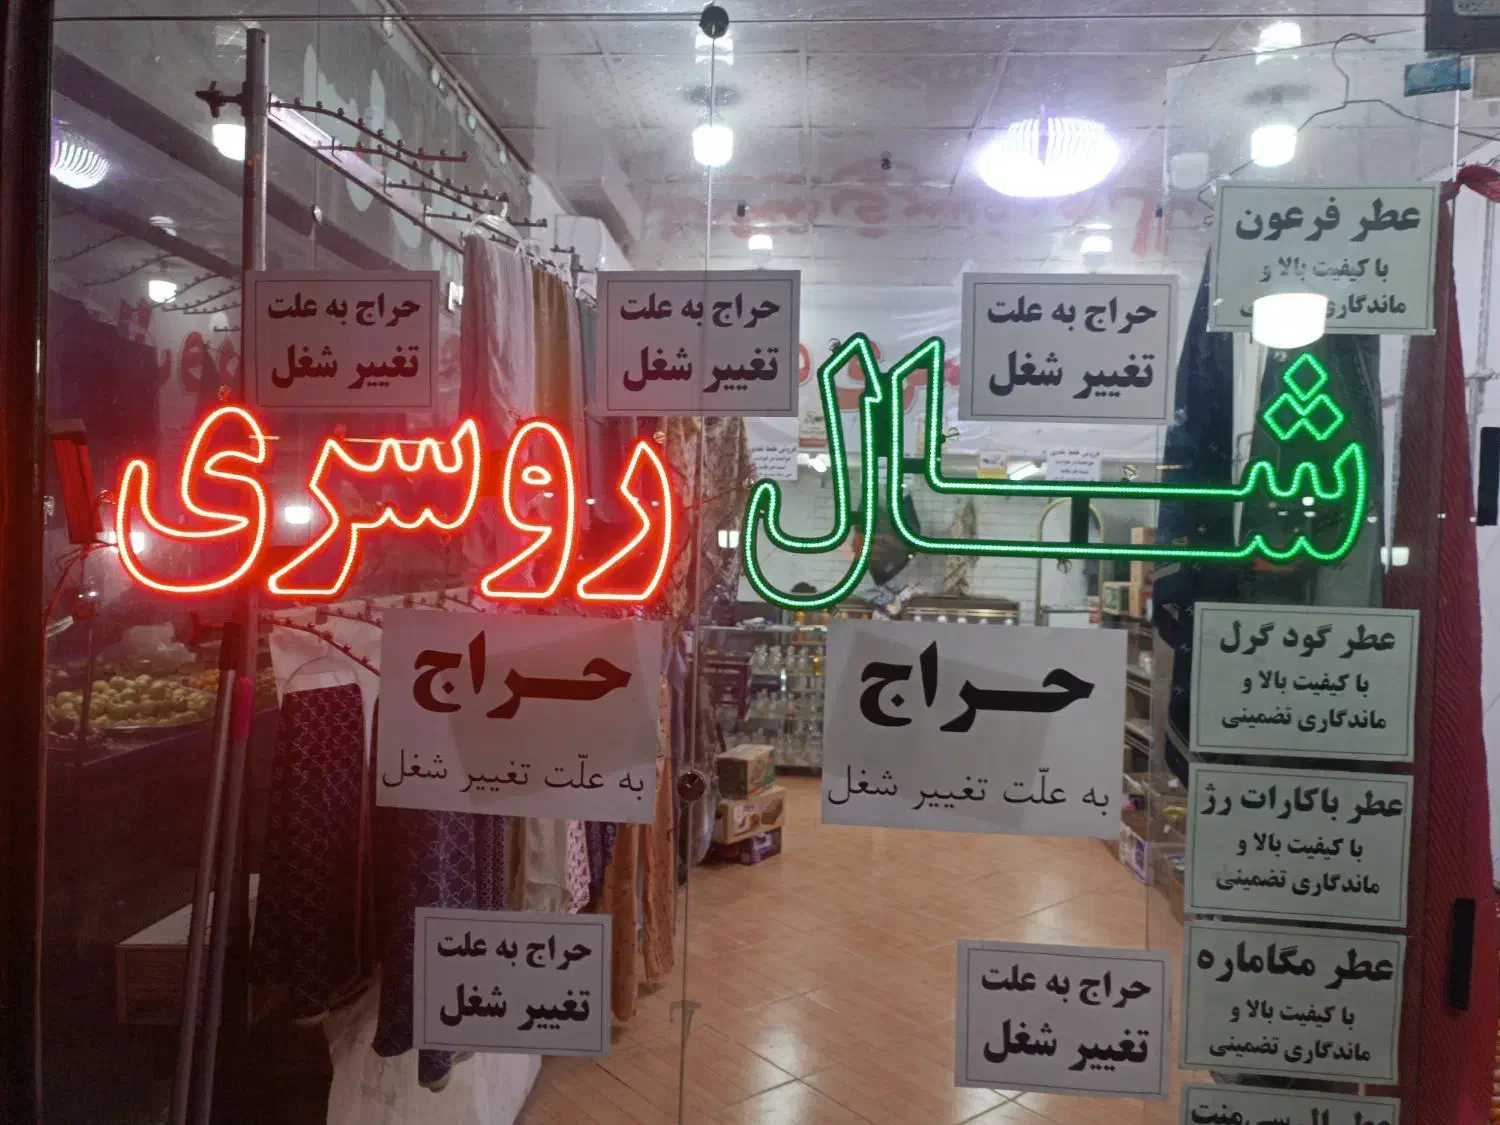 عطر فرعون
با کیفیت بالا و
ماندگاری
حراج به علت
تغییر شغل
حراج به علت
تغییر شغل
حراج به علت
تغییر شغل
شال روسری
حراج
به علّت تغییر شغل
حراج
به علّت تغییر شغل
عطر گود گرل
با کیفیت بالا و
ماندگاری تضمینی
عطر باکارات رژ
با کیفیت بالا و
ماندگاری تضمینی
عطر مگاماره
با کیفیت بالا و
ماندگاری تضمینی
حراج به علت
تغییر شغل
حراج به علت
تغییر شغل
عطر